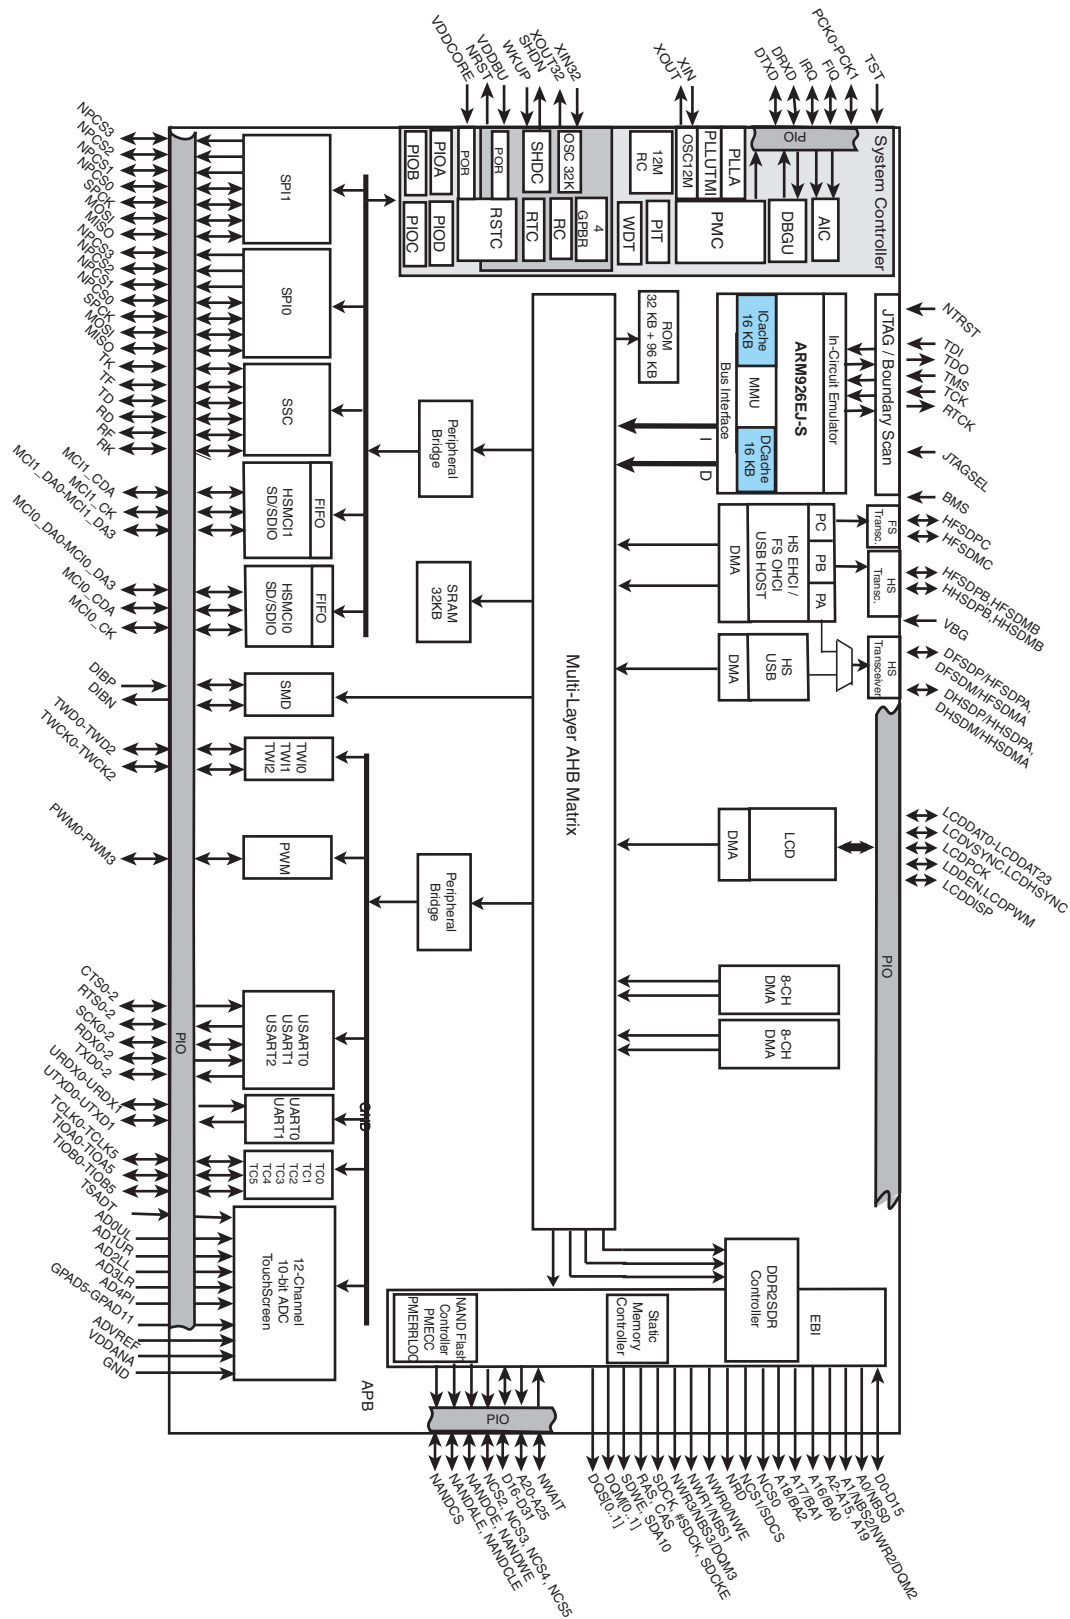 TST
PCK0-PCK1
FIQ
IRQ
DRXD
DTXD
XIN
XOUT
XIN32
XOUT32
SHDN
WKUP
VDDBU
NRST
VDDCORE
System Controller
PIO
AIC
DBGU
PLLA
PLLUTMI
OSC12M
PMC
12M
RC
PIT
WDT
OSC 32K
4
GPBR
RC
SHDC
RTC
POR
RSTC
POR
PIOA
PIOD
PIOB
PIOC
NTRST
TDI
TDO
TMS
TCK
RTCK
JTAGSEL
BMS
HFSDPC
HFSDMC
HFSDPB,HFSDMB
HHSDPB,HHSDMB
VBG
DFSDP/HFSDPA,
DFSDM/HFSDMA
DHSDP/HHSDPA,
DHSDM/HHSDMA
LCDDAT0-LCDDAT23
LCDVSYNC,LCDHSYNC
LCDPCK
LDDEN,LCDPWM
LCDDISP
JTAG / Boundary Scan
FS
Transc.
HS
Transc.
HS
Transceiver
PIO
In-Circuit Emulator
ARM926EJ-S
ICache
16 KB
MMU
DCache
16 KB
Bus Interface
I
D
PC
PB
PA
HS EHCI /
FS OHCI
USB HOST
DMA
HS
USB
DMA
LCD
DMA
8-CH
DMA
8-CH
DMA
ROM
32 KB + 96 KB
Multi-Layer AHB Matrix
Peripheral
Bridge
SRAM
32KB
Peripheral
Bridge
EBI
DDR2SDR
Controller
Static
Memory
Controller
NAND Flash
Controller
PMECC
PMERRLOC
PIO
D0-D15
A0/NBS0
A1/NBS2/NWR2/DQM2
A2-A15, A19
A16/BA0
A17/BA1
A18/BA2
NCS0
NCS1/SDCS
NRD
NWR0/NWE
NWR1/NBS1
NWR3/NBS3/DQM3
SDCK, #SDCK, SDCKE
RAS, CAS
SDWE, SDA10
DQM[0..1]
DQS[0..1]
NWAIT
A20-A25
D16-D31
NCS2, NCS3, NCS4, NCS5
NANDOE, NANDWE
NANDALE, NANDCLE
NANDCS
APB
GND
SPI1
SPI0
SSC
FIFO
HSMCI1
SD/SDIO
FIFO
HSMCI0
SD/SDIO
SMD
TWI0
TWI1
TWI2
PWM
USART0
USART1
USART2
UART0
UART1
TC0
TC1
TC2
TC3
TC4
TC5
12-Channel
10-bit ADC
TouchScreen
PIO
NPCS3
NPCS2
NPCS1
NPCS0
SPCK
MOSI
MISO
NPCS3
NPCS2
NPCS1
NPCS0
SPCK
MOSI
MISO
TK
TF
TD
RD
RF
RK
MCI1_CDA
MCI1_CK
MCI1_DA0-MCI1_DA3
MCI0_DA0-MCI0_DA3
MCI0_CDA
MCI0_CK
DIBP
DIBN
TWD0-TWD2
TWCK0-TWCK2
PWM0-PWM3
CTS0-2
RTS0-2
SCK0-2
RDX0-2
TXD0-2
URDX0-URDX1
UTXD0-UTXD1
TCLK0-TCLK5
TIOA0-TIOA5
TIOB0-TIOB5
TSADT
AD0UL
AD1UR
AD2LL
AD3LR
AD4PI
GPAD5-GPAD11
ADVREF
VDDANA
GND